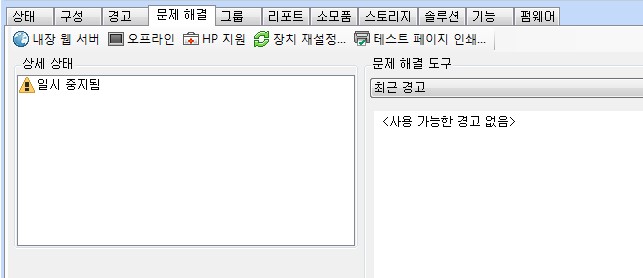 상태 구성 경고 문제 해결 그룹 리포트 소모품 스토리지 솔루션 기능 펌웨어
내장 웹 서버 오프라인 HP 지원 장치 재설정... 테스트 페이지 인쇄...
상세 상태
일시 중지됨
문제 해결 도구
최근 경고
<사용 가능한 경고 없음>